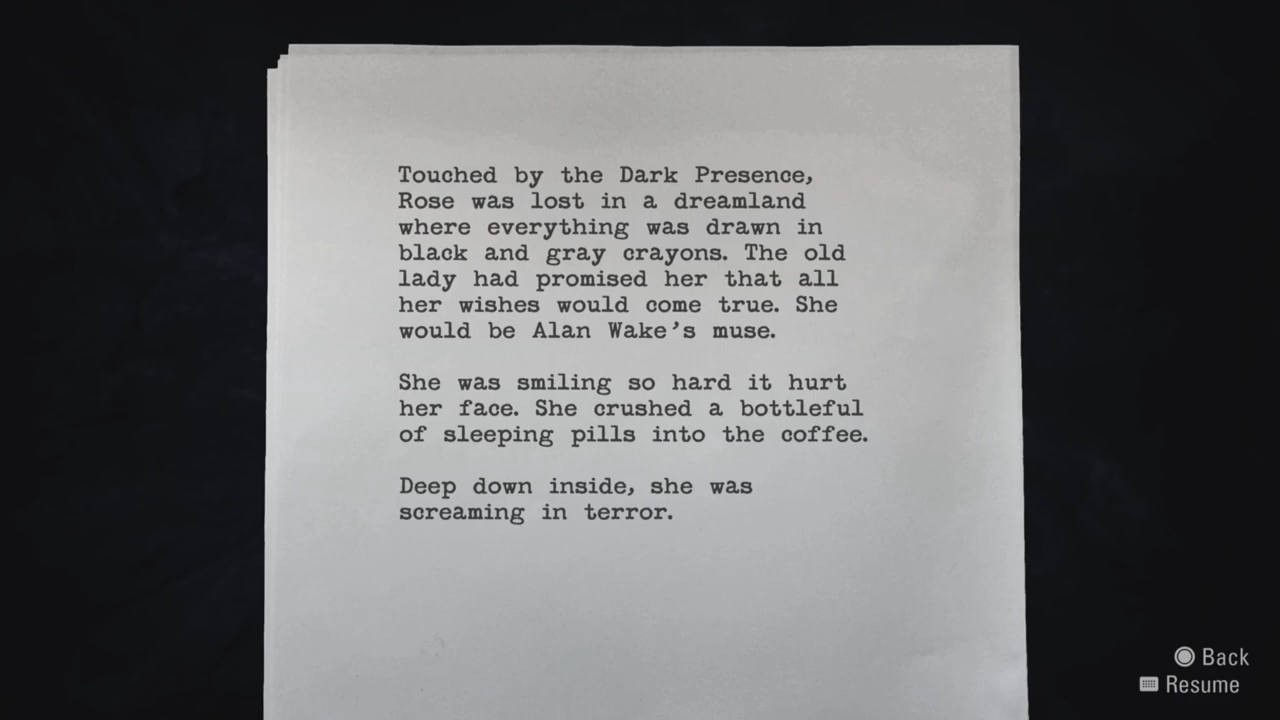 Touched by the Dark Presence,
Rose was lost in a dreamland
where everything was drawn in
black and gray crayons. The old
lady had promised her that all
her wishes would come true. She
would be Alan Wake's muse.
She was smiling so hard it hurt
her face. She crushed a bottleful
of sleeping pills into the coffee.
Deep down inside, she was
screaming in terror.
Back
Resume